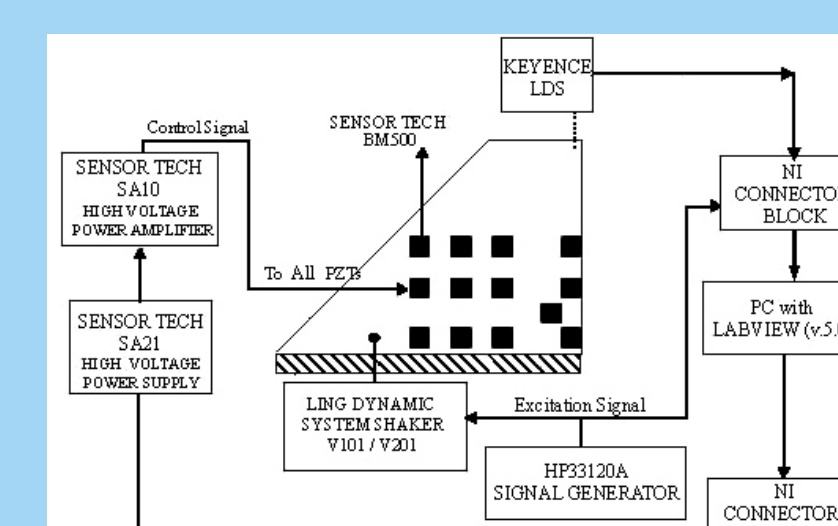 KEYENCE
LDS
Control Signal
SENSOR TECH
BM500
SENSOR TECH
SA10
HIGH VOLTAGE
POWER AMPLIFIER
NI
CONNECTO
BLOCK
To All PZTs
SENSOR TECH
SA21
HIGH VOLTAGE
POWER SUPPLY
PC with
LABVIEW (v.5.
LING DYNAMIC
SYSTEM SHAKER
V101 / V201
Excitation Signal
HP33120A
SIGNAL GENERATOR
NI
CONNECTOR